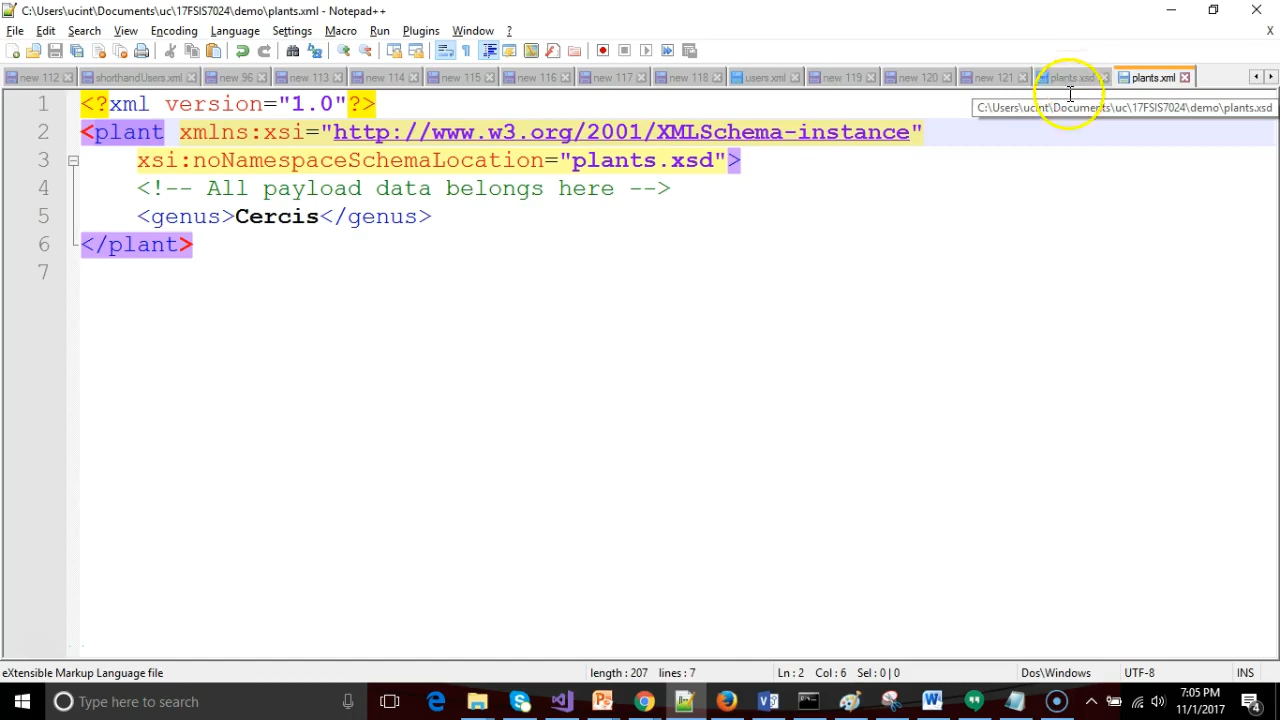 C:\Users\ucint\Documents\uc\17FSIS7024\demo\plants.xml - Notepad++
File Edit Search View Encoding Language Settings Macro Run Plugins Window ? X
new 112 shorthandUsers.xml new 96 new 113 new 114 new 115 new 116 new 117 new 118 users.xml new 119 new 120 new 121 plants.xsd plants.xml
C:\Users\ucint\Documents\uc\17FSIS7024\demo\plants.xsd
1 <?xml version="1.0"?>
2 <plant xmlns:xsi="http://www.w3.org/2001/XMLSchema-instance"
3 xsi:noNamespaceSchemaLocation="plants.xsd">
4 <!-- All payload data belongs here -->
5 <genus>Cercis</genus>
6 </plant>
7
eXtensible Markup Language file length : 207 lines : 7 Ln : 2 Col : 6 Sel : 0 | 0 Dos\Windows UTF-8 INS
Type here to search
7:05 PM
11/1/2017
4